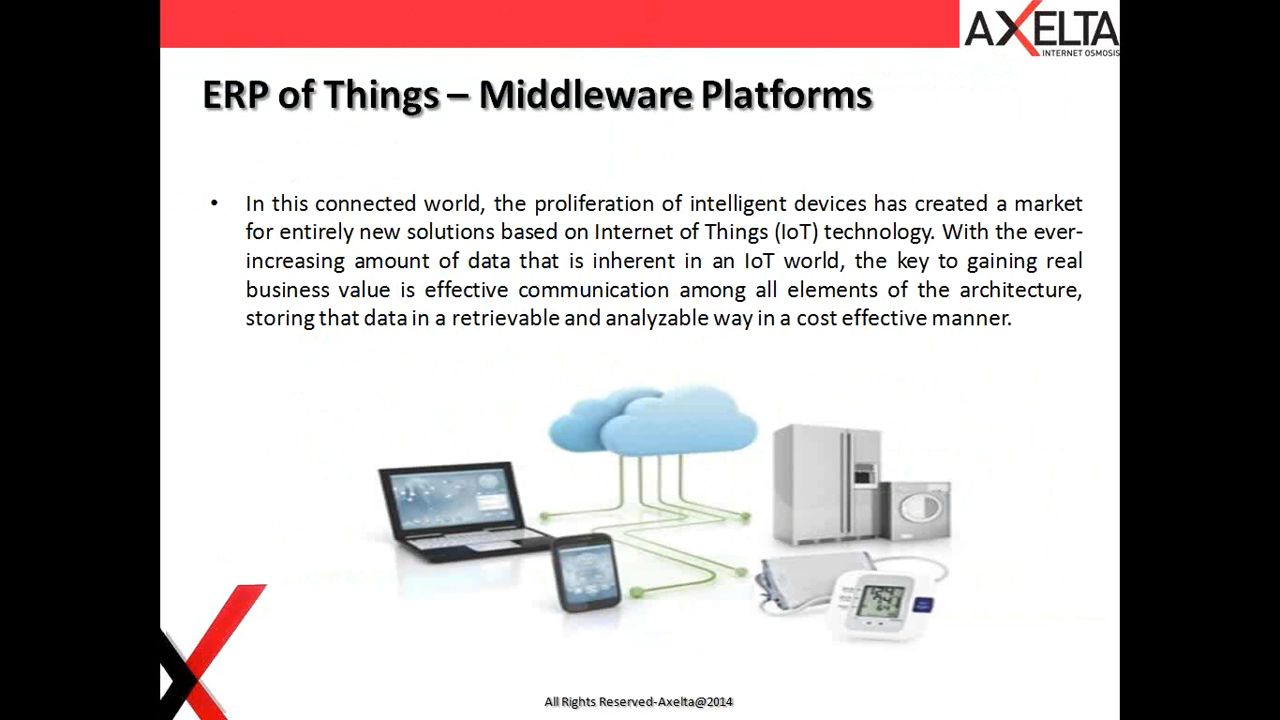 AXELTA
INTERNET OSMOSIS
ERP of Things – Middleware Platforms
• In this connected world, the proliferation of intelligent devices has created a market
for entirely new solutions based on Internet of Things (IoT) technology. With the ever-
increasing amount of data that is inherent in an IoT world, the key to gaining real
business value is effective communication among all elements of the architecture,
storing that data in a retrievable and analyzable way in a cost effective manner.
All Rights Reserved-Axelta@2014